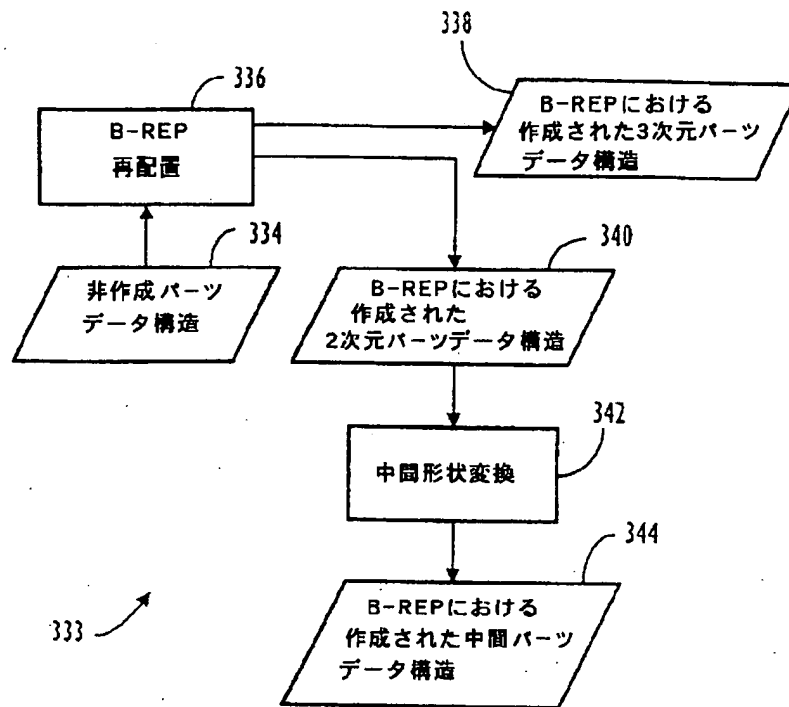 338
336
B-REP
再配置
B-REPにおける
作成された3次元パーツ
データ構造
334
非作成パーツ
データ構造
340
B-REPにおける
作成された
2次元パーツデータ構造
342
中間形状変換
344
B-REPにおける
作成された中間パーツ
データ構造
333